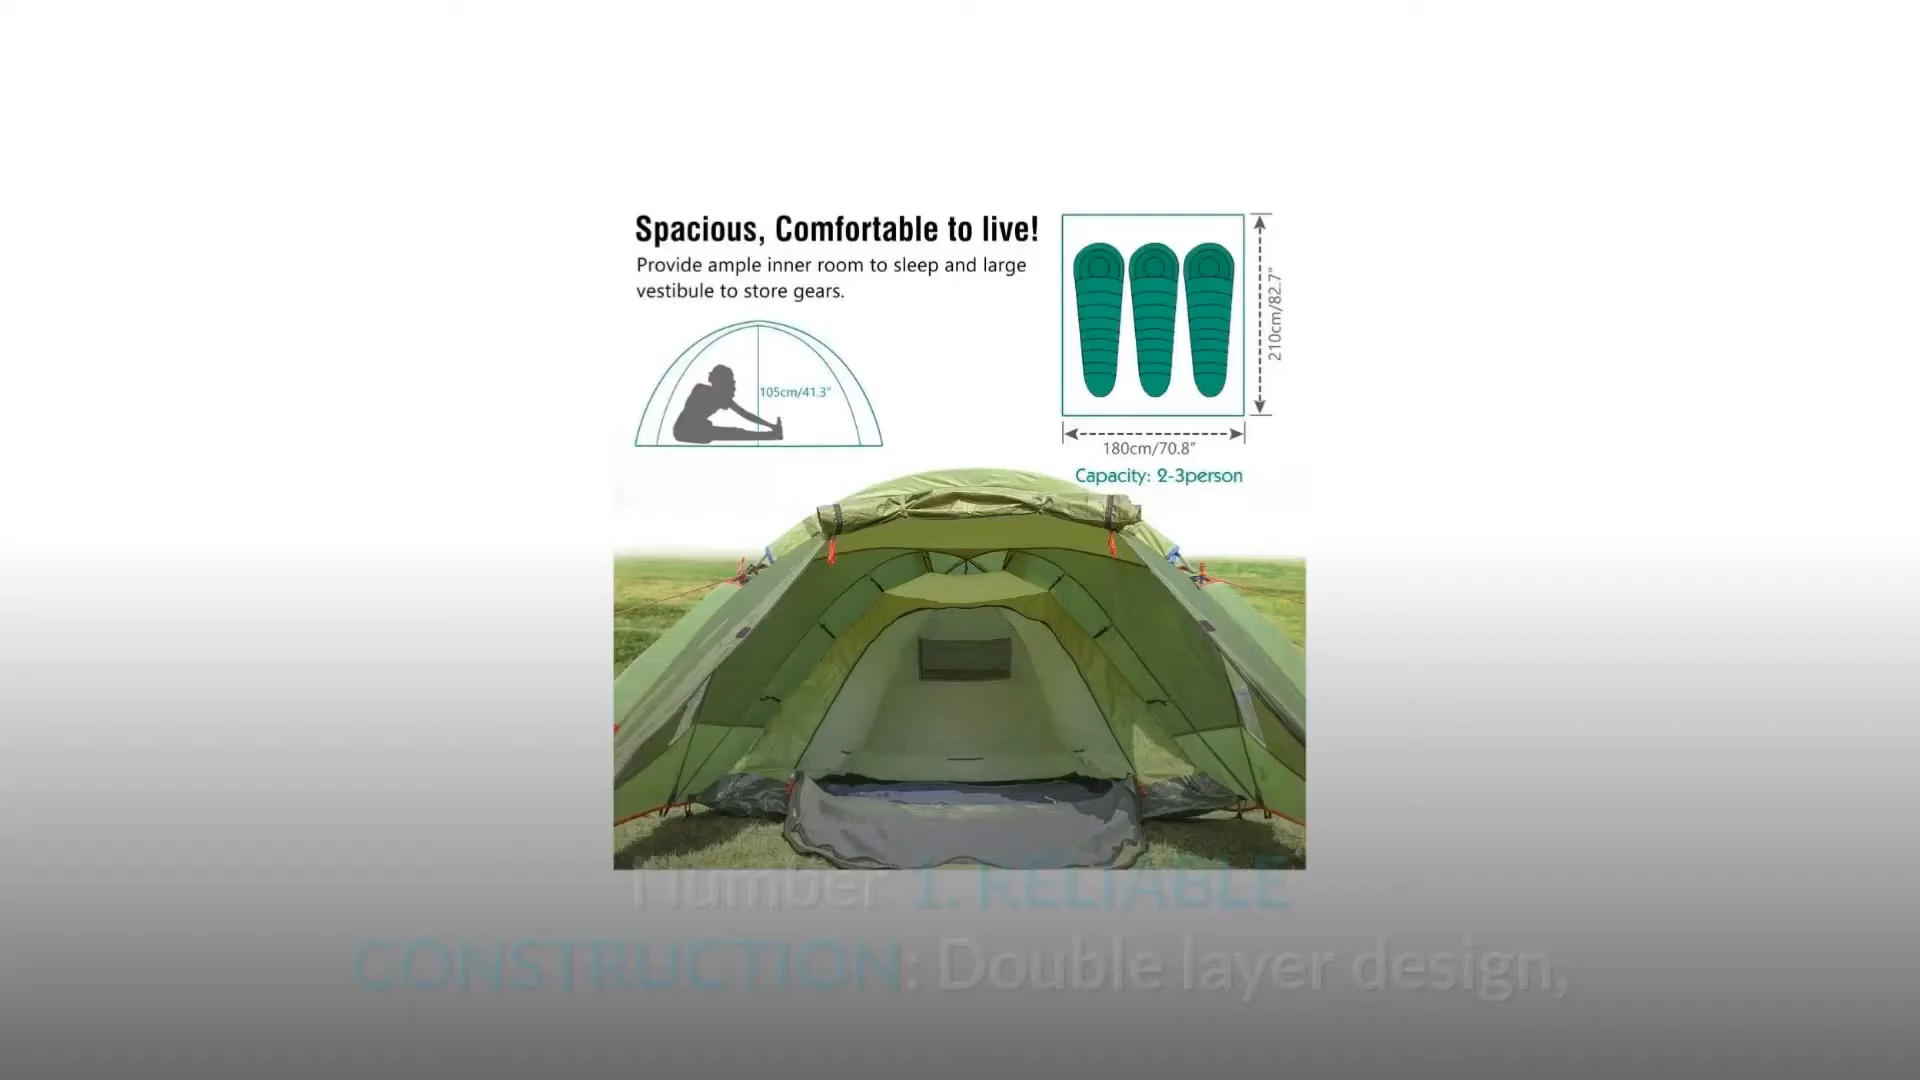 Spacious, Comfortable to live!
Provide ample inner room to sleep and large
vestibule to store gears.
105cm/41.3"
210cm/82.7"
180cm/70.8"
Capacity: 2-3person
Number 1. RELIABLE
CONSTRUCTION: Double layer design,